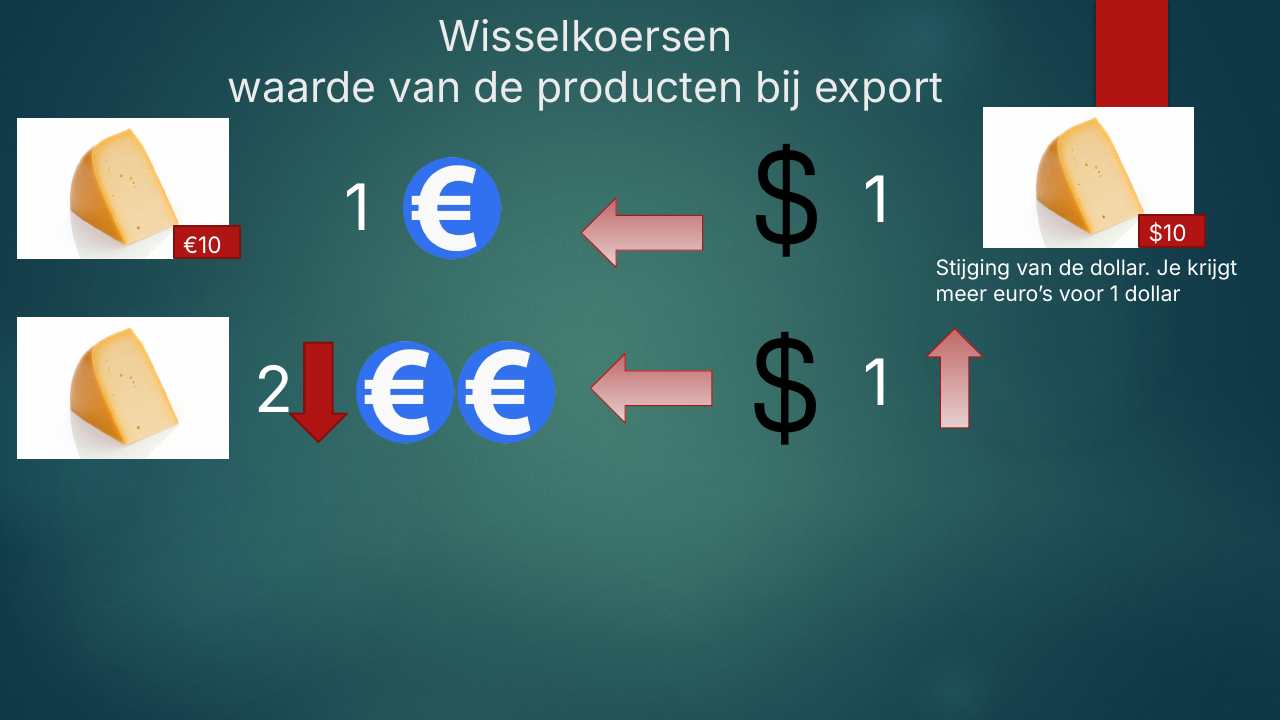 Wisselkoersen
waarde van de producten bij export
1 € $ 1
€10
$10
Stijging van de dollar. Je krijgt
meer euro’s voor 1 dollar
2 € € $ 1